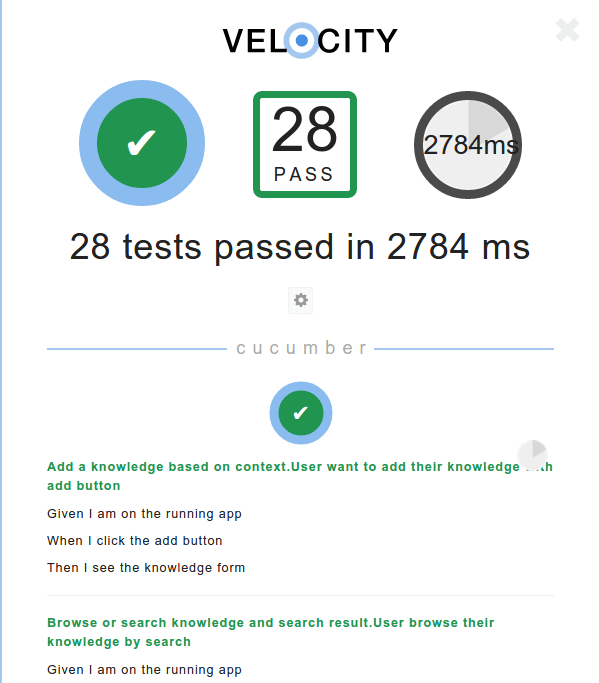 VELOCITY
28
PASS
2784ms
28 tests passed in 2784 ms
cucumber
Add a knowledge based on context.User want to add their knowledge with
add button
Given I am on the running app
When I click the add button
Then I see the knowledge form
Browse or search knowledge and search result.User browse their
knowledge by search
Given I am on the running app